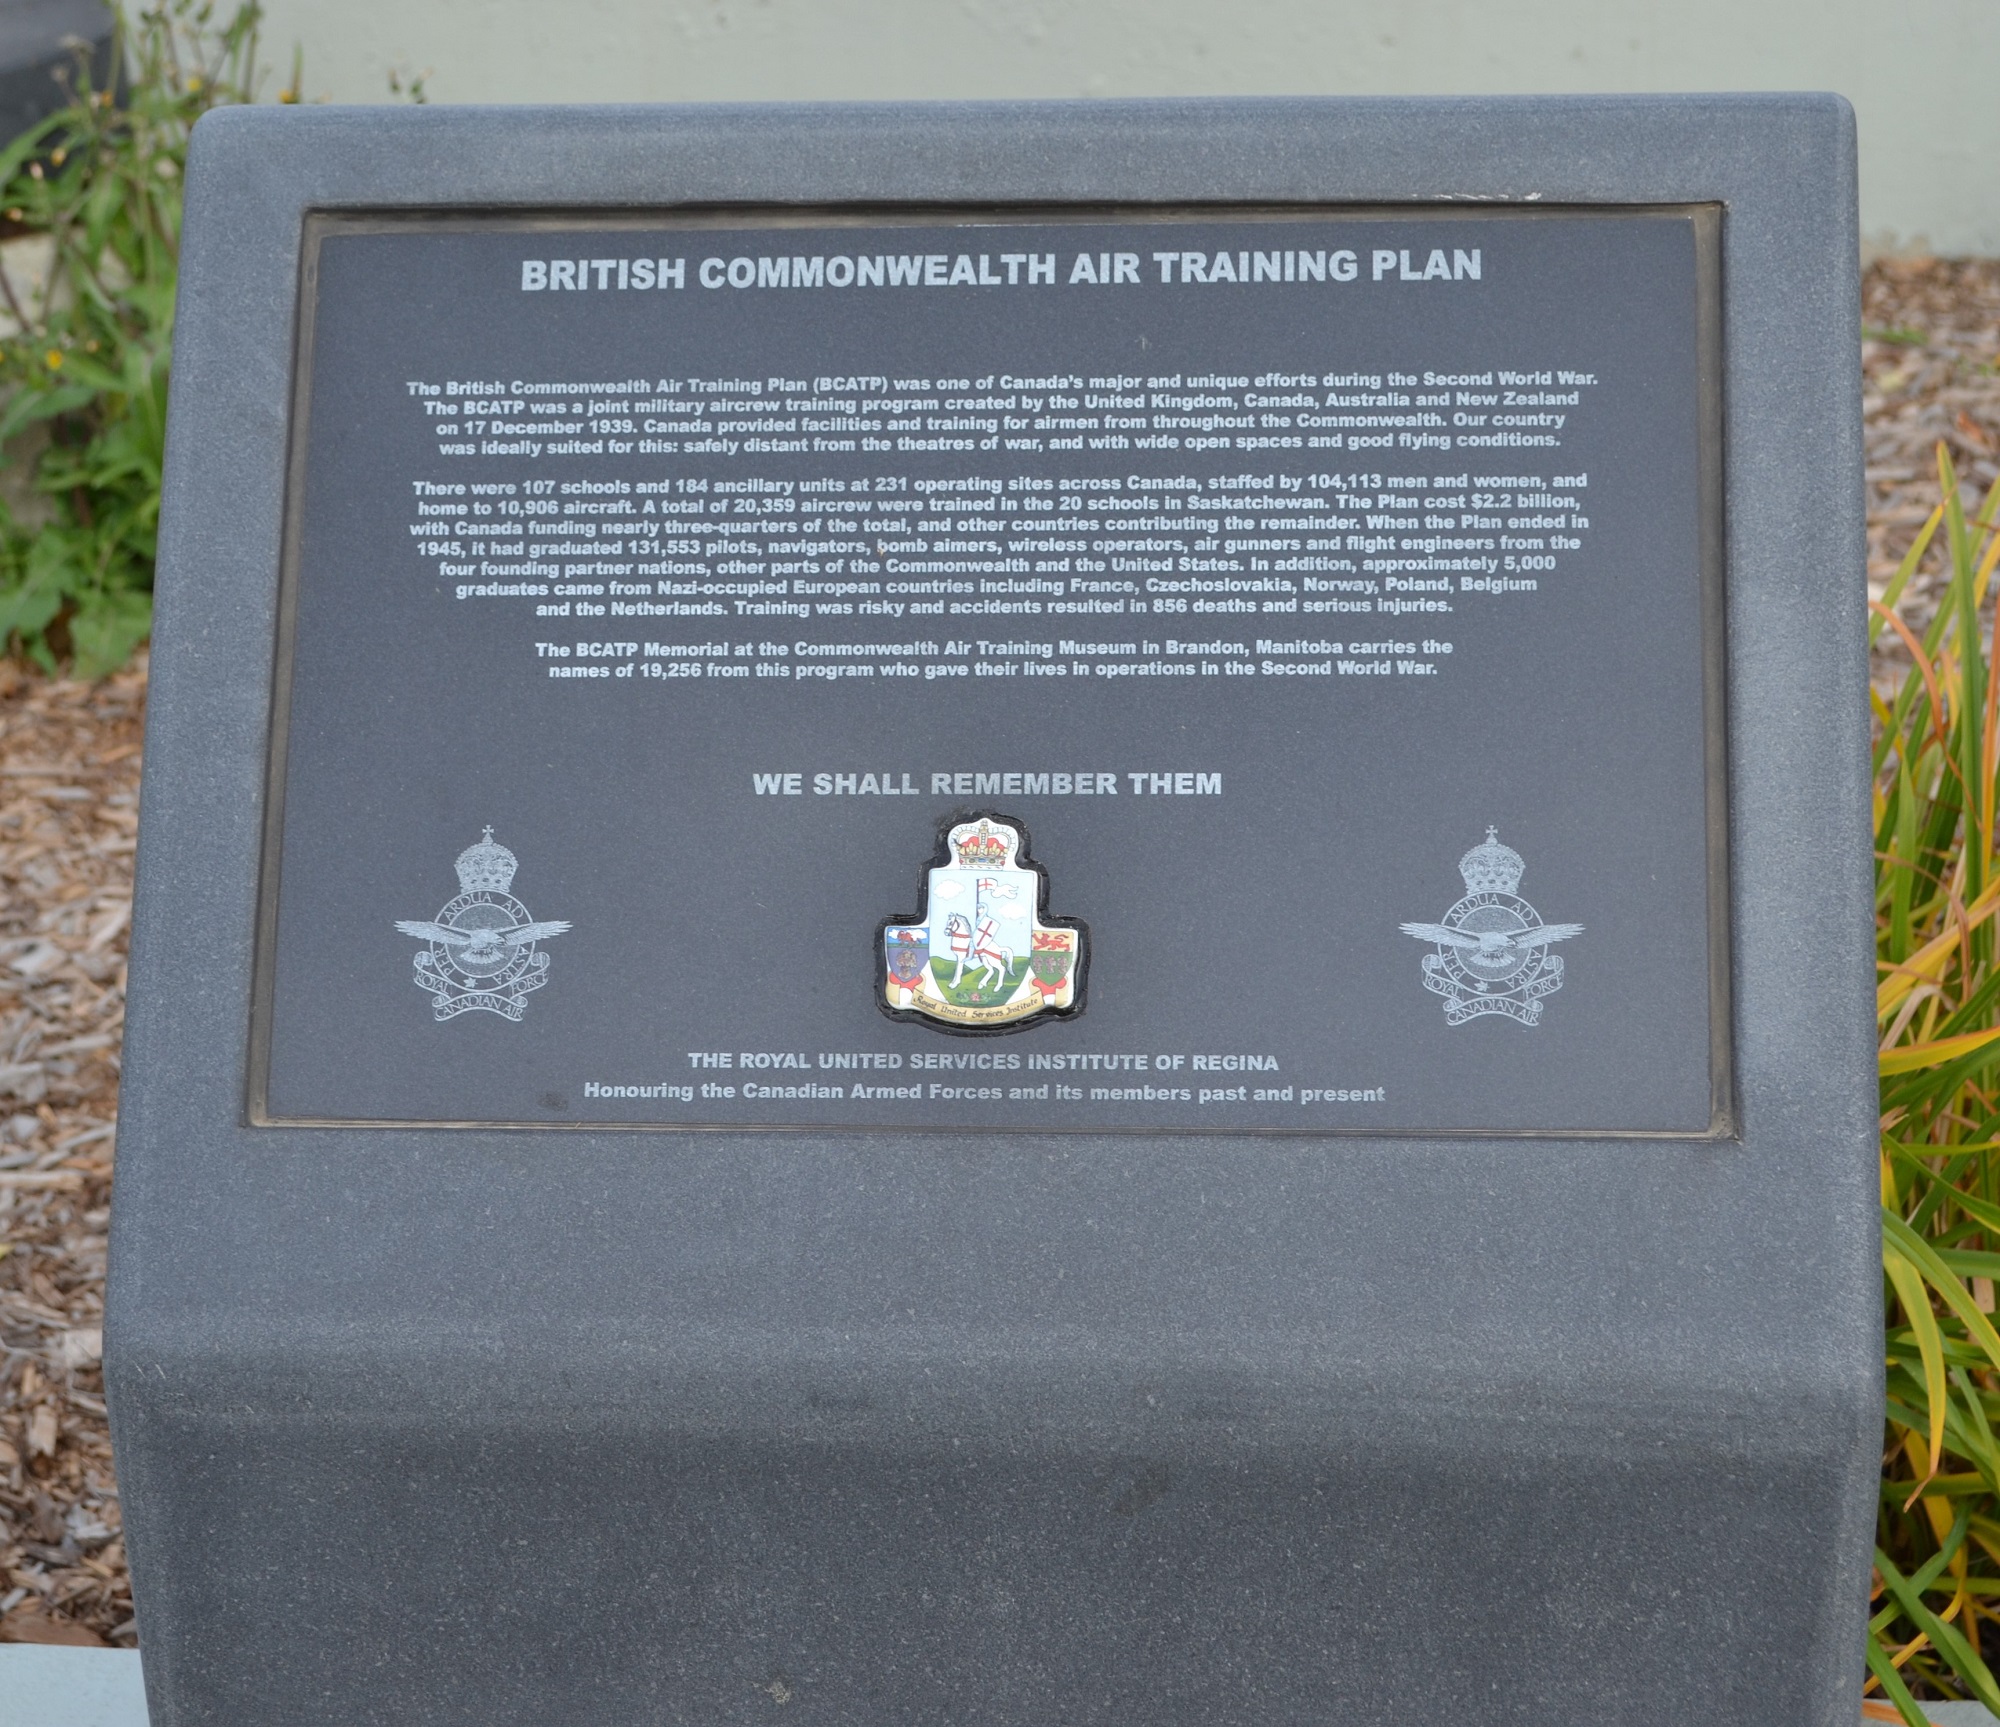 BRITISH COMMONWEALTH AIR TRAINING PLAN
The British Commonwealth Air Training Plan (BCATP) was one of Canada's major and unique efforts during the Second World War.
The BCATP was a joint military aircrew training program created by the United Kingdom, Canada, Australia and New Zealand
on 17 December 1939. Canada provided facilities and training for airmen from throughout the Commonwealth. Our country
was ideally suited for this: safely distant from the theatres of war, and with wide open spaces and good flying conditions.
There were 107 schools and 184 ancillary units at 231 operating sites across Canada, staffed by 104,113 men and women, and
home to 10,906 aircraft. A total of 20,359 aircrew were trained in the 20 schools in Saskatchewan. The Plan cost $2.2 billion,
with Canada funding nearly three-quarters of the total, and other countries contributing the remainder. When the Plan ended in
1945, it had graduated 131,553 pilots, navigators, bomb aimers, wireless operators, air gunners and flight engineers from the
four founding partner nations, other parts of the Commonwealth and the United States. In addition, approximately 5,000
graduates came from Nazi-occupied European countries including France, Czechoslovakia, Norway, Poland, Belgium
and the Netherlands. Training was risky and accidents resulted in 856 deaths and serious injuries.
The BCATP Memorial at the Commonwealth Air Training Museum in Brandon, Manitoba carries the
names of 19,256 from this program who gave their lives in operations in the Second World War.
WE SHALL REMEMBER THEM
PER ARDUA AD ASTRA
ROYAL CANADIAN AIR FORCE
Royal United Services Institute
PER ARDUA AD ASTRA
ROYAL CANADIAN AIR FORCE
THE ROYAL UNITED SERVICES INSTITUTE OF REGINA
Honouring the Canadian Armed Forces and its members past and present